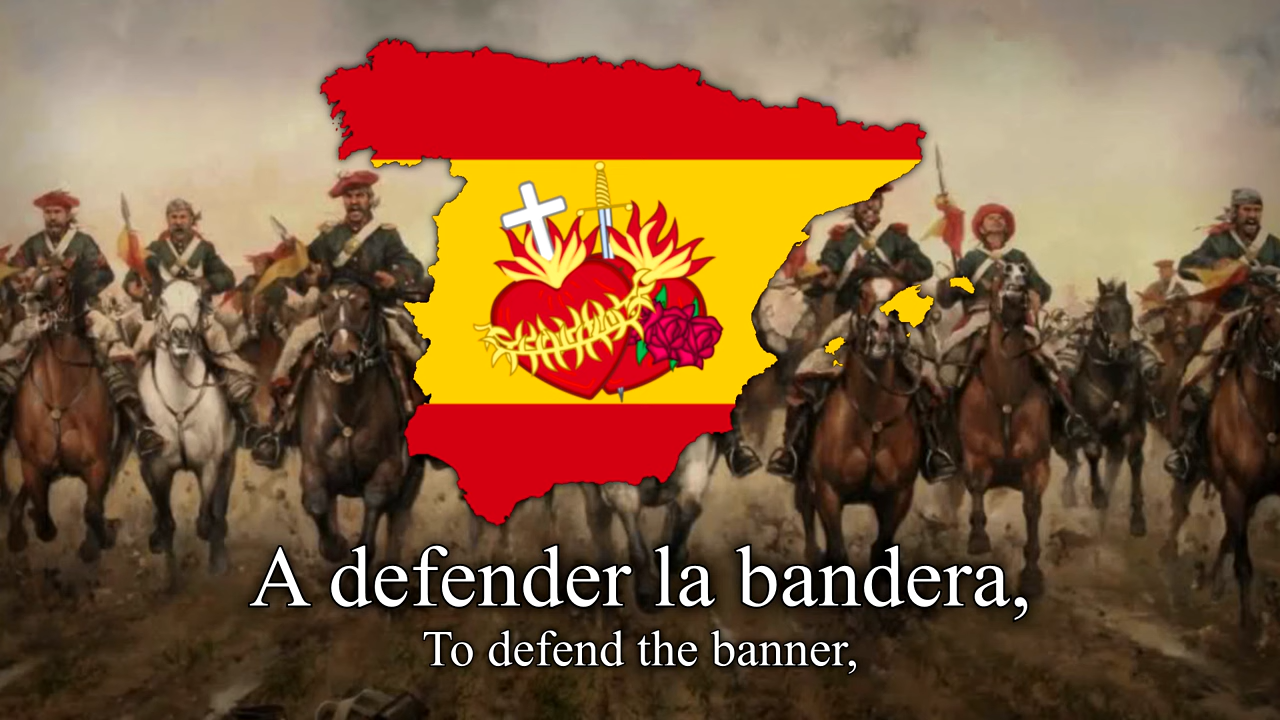 A defender la bandera,
To defend the banner,